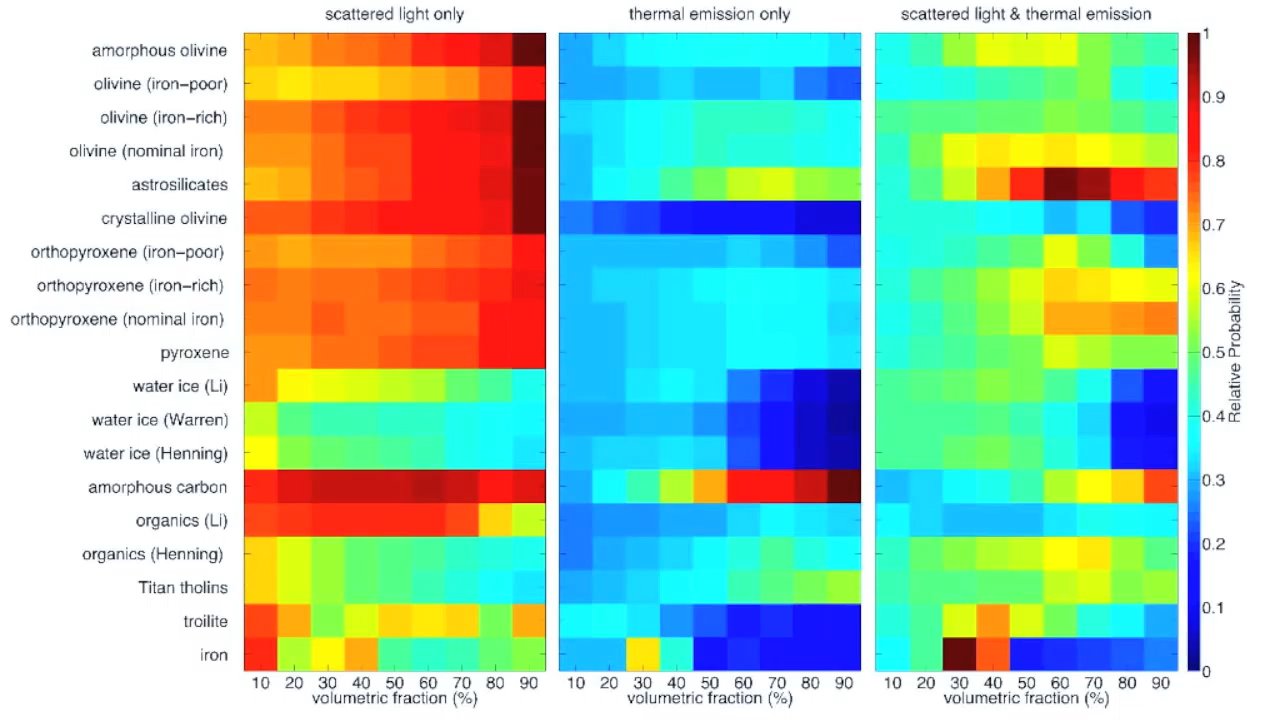 scattered light only
thermal emission only
scattered light & thermal emission
amorphous olivine
olivine (iron−poor)
olivine (iron−rich)
olivine (nominal iron)
astrosilicates
crystalline olivine
orthopyroxene (iron−poor)
orthopyroxene (iron−rich)
orthopyroxene (nominal iron)
pyroxene
water ice (Li)
water ice (Warren)
water ice (Henning)
amorphous carbon
organics (Li)
organics (Henning)
Titan tholins
troilite
iron
10 20 30 40 50 60 70 80 90
volumetric fraction (%)
10 20 30 40 50 60 70 80 90
volumetric fraction (%)
10 20 30 40 50 60 70 80 90
volumetric fraction (%)
1
0.9
0.8
0.7
0.6
0.5
0.4
0.3
0.2
0.1
0
Relative Probability